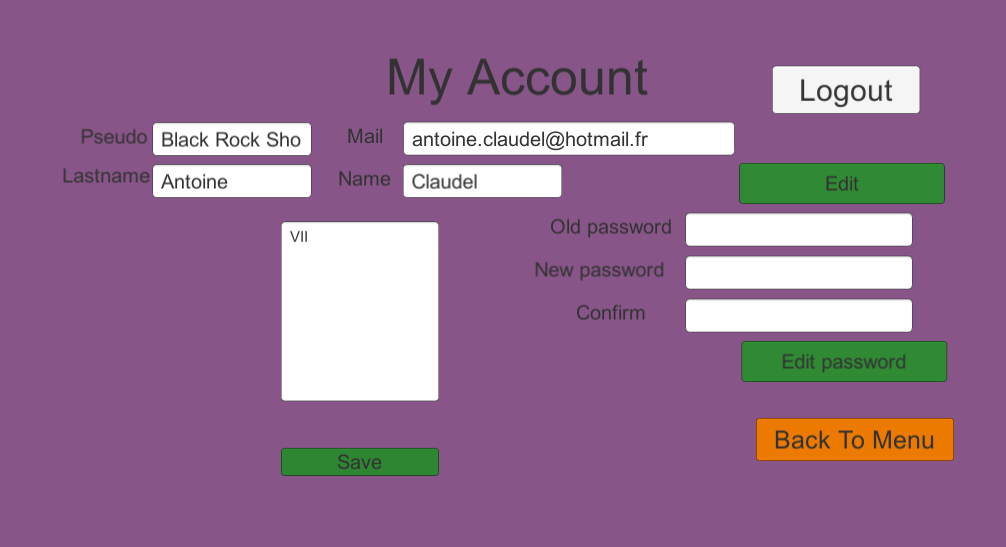 My Account
Logout
Pseudo Black Rock Sho Mail antoine.claudel@hotmail.fr
Lastname Antoine Name Claudel
Edit
VII
Old password
New password
Confirm
Edit password
Back To Menu
Save